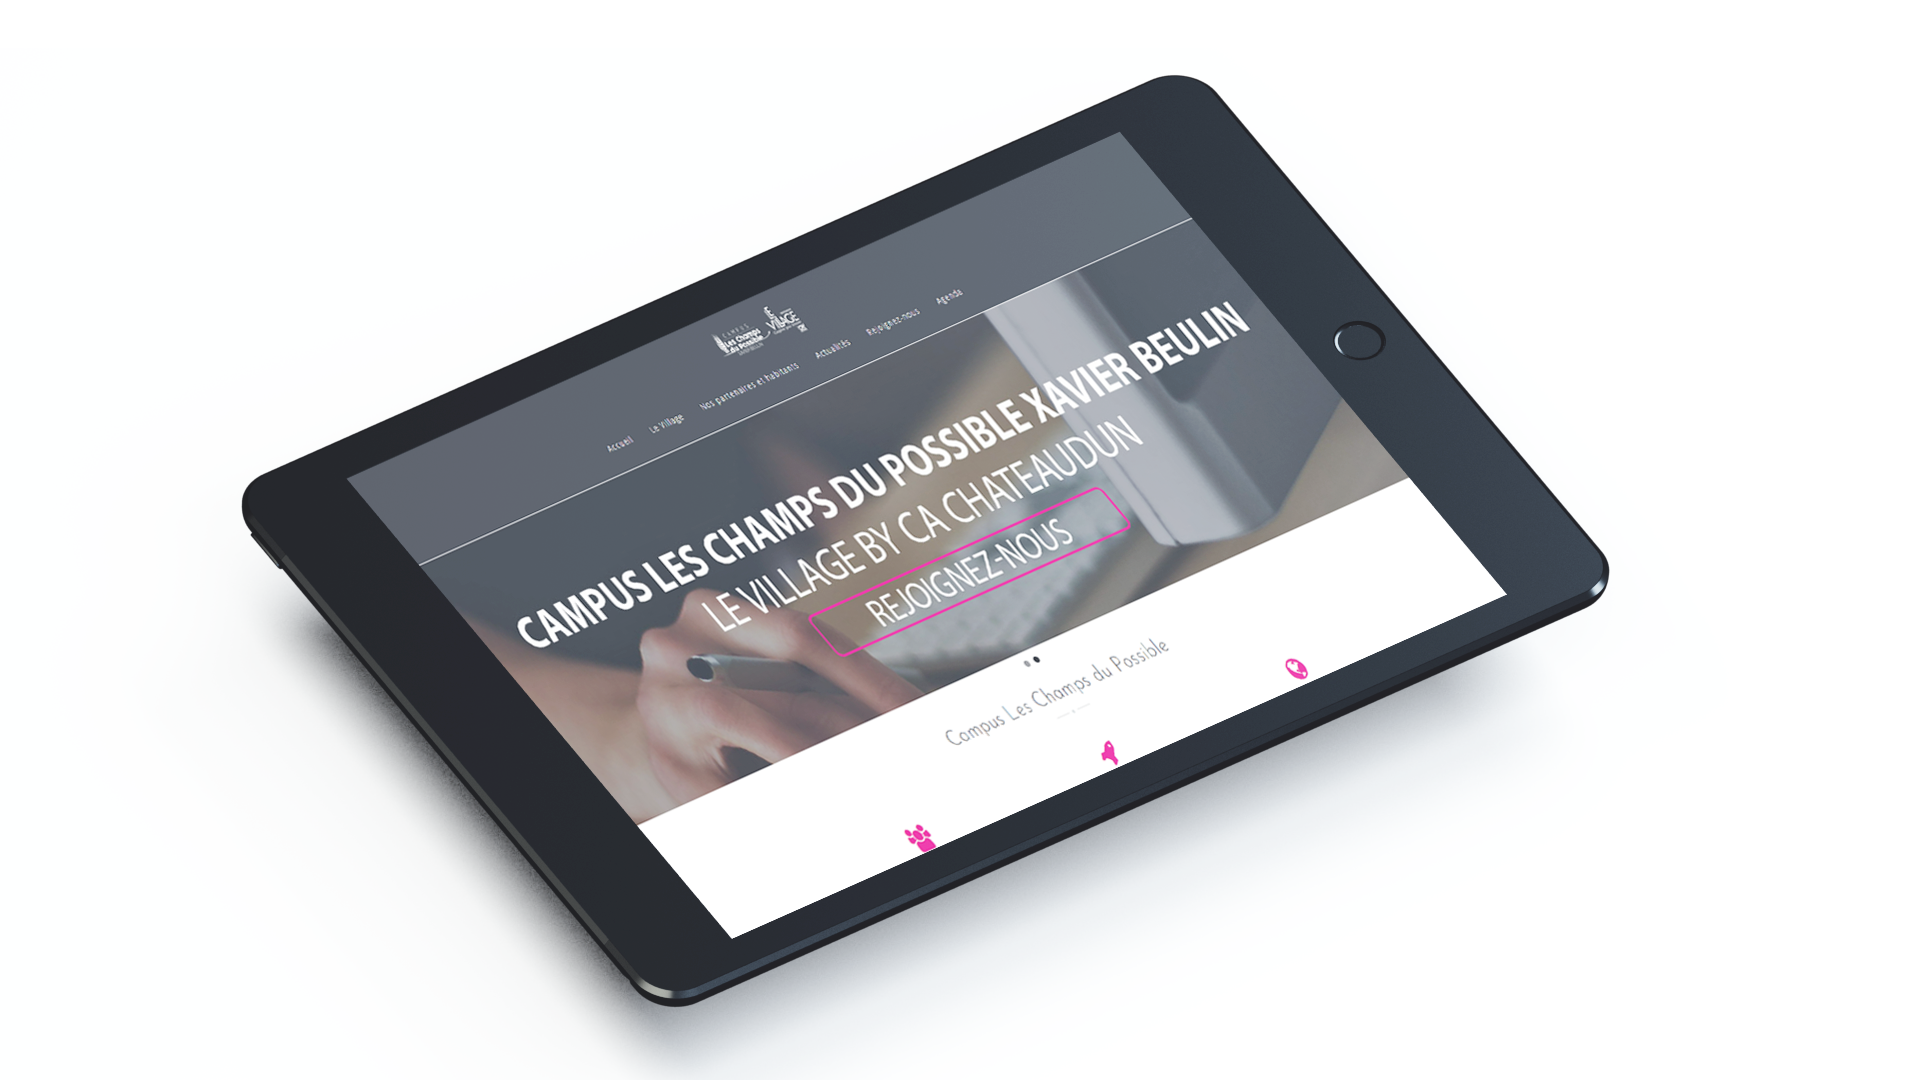 CAMPUS
Les Champs
du Possible
VILLAGE
Accueil Le Village Nos partenaires et habitants Actualités Rejoignez-nous Agenda
CAMPUS LES CHAMPS DU POSSIBLE XAVIER BEULIN
LE VILLAGE BY CA CHATEAUDUN
REJOIGNEZ-NOUS
Campus Les Champs du Possible